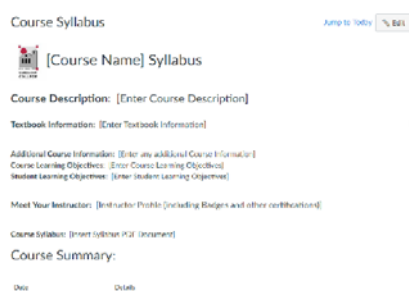 Course Syllabus
Jump to Today Edit
[Course Name] Syllabus
Course Description: [Enter Course Description]
Textbook Information: [Enter Textbook Information]
Additional Course Information: [Enter any additional Course Information]
Course Learning Objectives: [Enter Course Learning Objectives]
Student Learning Objectives: [Enter Student Learning Objectives]
Meet Your Instructor: [Instructor Profile (including Badges and other certifications)]
Course Syllabus: [Insert Syllabus PDF Document]
Course Summary:
Date Details